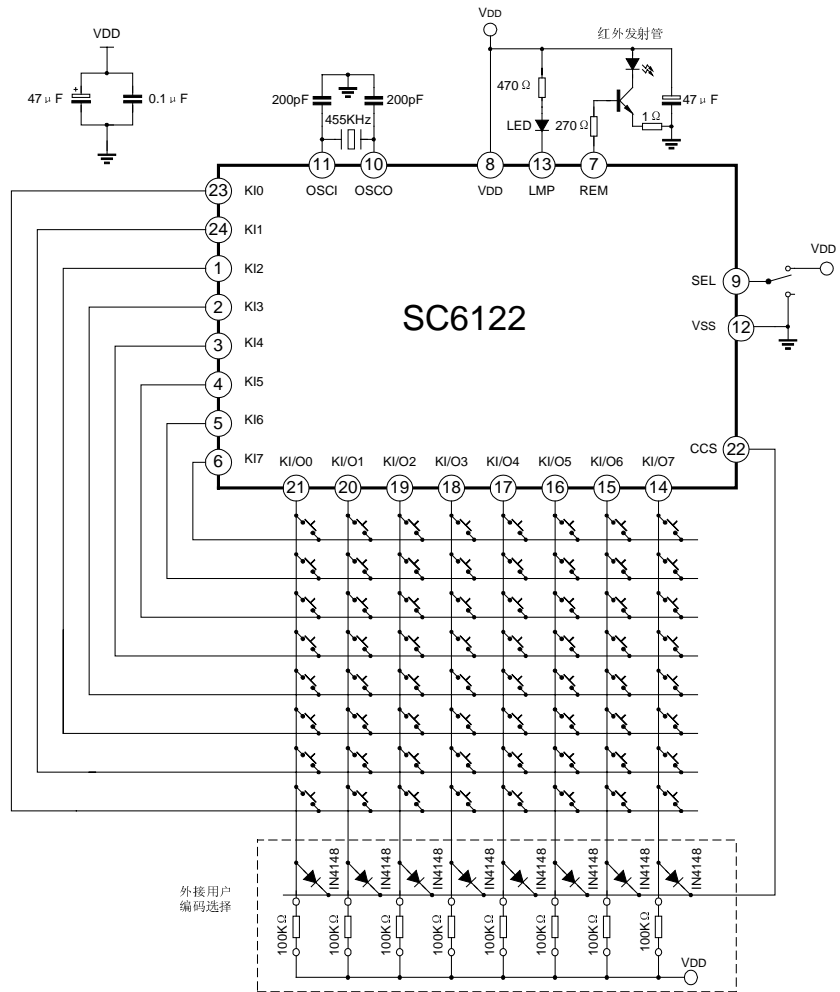 VDD
47μF
0.1μF
200pF
200pF
455KHz
VDD
470Ω
LED
270Ω
红外发射管
1Ω
47μF
11
10
8
13
7
OSCI
OSCO
VDD
LMP
REM
23 KI0
24 KI1
1 KI2
2 KI3
3 KI4
4 KI5
5 KI6
6 KI7
SC6122
SEL 9
VDD
VSS 12
CCS 22
KI/O0 KI/O1 KI/O2 KI/O3 KI/O4 KI/O5 KI/O6 KI/O7
21 20 19 18 17 16 15 14
外接用户
编码选择
IN4148 IN4148 IN4148 IN4148 IN4148 IN4148 IN4148 IN4148
100KΩ 100KΩ 100KΩ 100KΩ 100KΩ 100KΩ 100KΩ 100KΩ
VDD